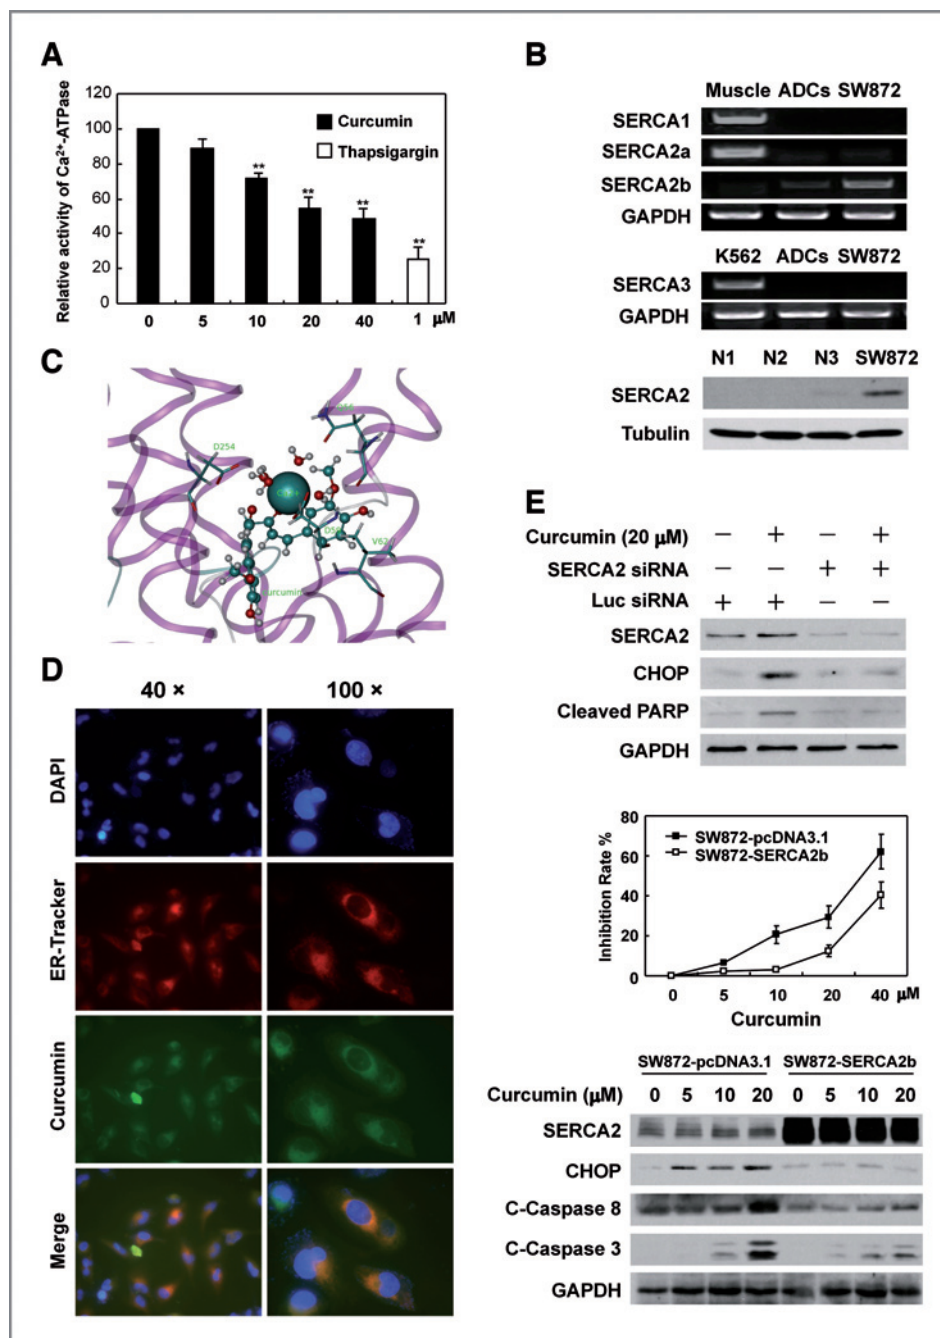 A
Relative activity of Ca²⁺-ATPase
120
100
80
60
40
20
0
Curcumin
Thapsigargin
**
**
**
**
0 5 10 20 40 1 μM
B
Muscle ADCs SW872
SERCA1
SERCA2a
SERCA2b
GAPDH
K562 ADCs SW872
SERCA3
GAPDH
N1 N2 N3 SW872
SERCA2
Tubulin
C
D254
V62
D
40 × 100 ×
DAPI
ER-Tracker
Curcumin
Merge
E
Curcumin (20 μM) − + − +
SERCA2 siRNA − − + +
Luc siRNA + + − −
SERCA2
CHOP
Cleaved PARP
GAPDH
Inhibition Rate %
80
60
40
20
0
SW872-pcDNA3.1
SW872-SERCA2b
0 5 10 20 40 μM
Curcumin
SW872-pcDNA3.1 SW872-SERCA2b
Curcumin (μM) 0 5 10 20 0 5 10 20
SERCA2
CHOP
C-Caspase 8
C-Caspase 3
GAPDH